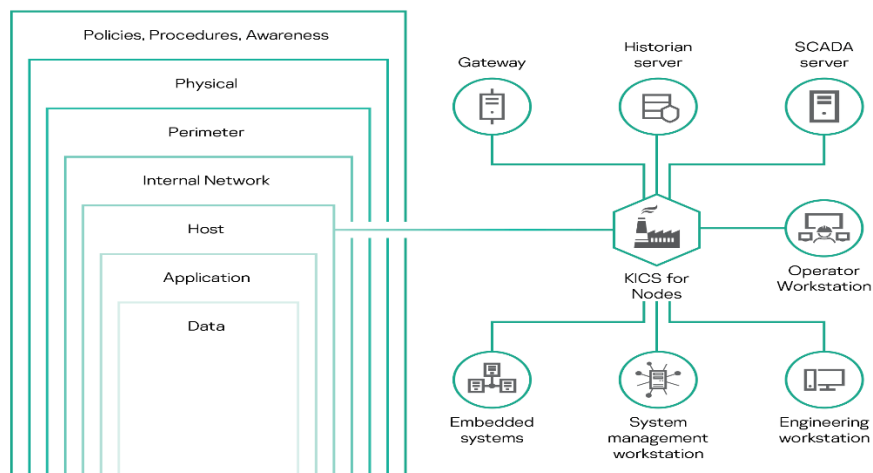 Policies, Procedures, Awareness
Physical
Perimeter
Internal Network
Host
Application
Data
Gateway
Historian
server
SCADA
server
KICS for
Nodes
Operator
Workstation
Embedded
systems
System
management
workstation
Engineering
workstation